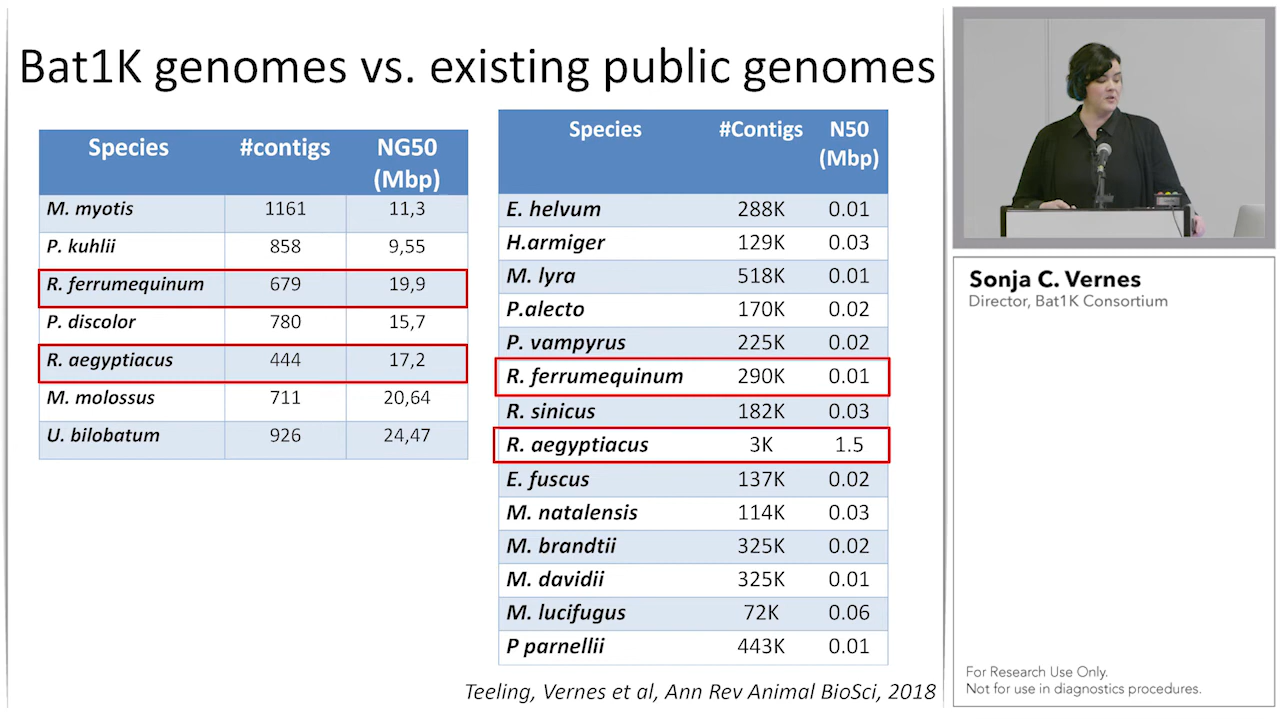 Bat1K genomes vs. existing public genomes
Species #contigs NG50 (Mbp)
M. myotis 1161 11,3
P. kuhlii 858 9,55
R. ferrumequinum 679 19,9
P. discolor 780 15,7
R. aegyptiacus 444 17,2
M. molossus 711 20,64
U. bilobatum 926 24,47
Species #Contigs N50 (Mbp)
E. helvum 288K 0.01
H.armiger 129K 0.03
M. lyra 518K 0.01
P.alecto 170K 0.02
P. vampyrus 225K 0.02
R. ferrumequinum 290K 0.01
R. sinicus 182K 0.03
R. aegyptiacus 3K 1.5
E. fuscus 137K 0.02
M. natalensis 114K 0.03
M. brandtii 325K 0.02
M. davidii 325K 0.01
M. lucifugus 72K 0.06
P parnellii 443K 0.01
Teeling, Vernes et al, Ann Rev Animal BioSci, 2018
Sonja C. Vernes
Director, Bat1K Consortium
For Research Use Only.
Not for use in diagnostics procedures.